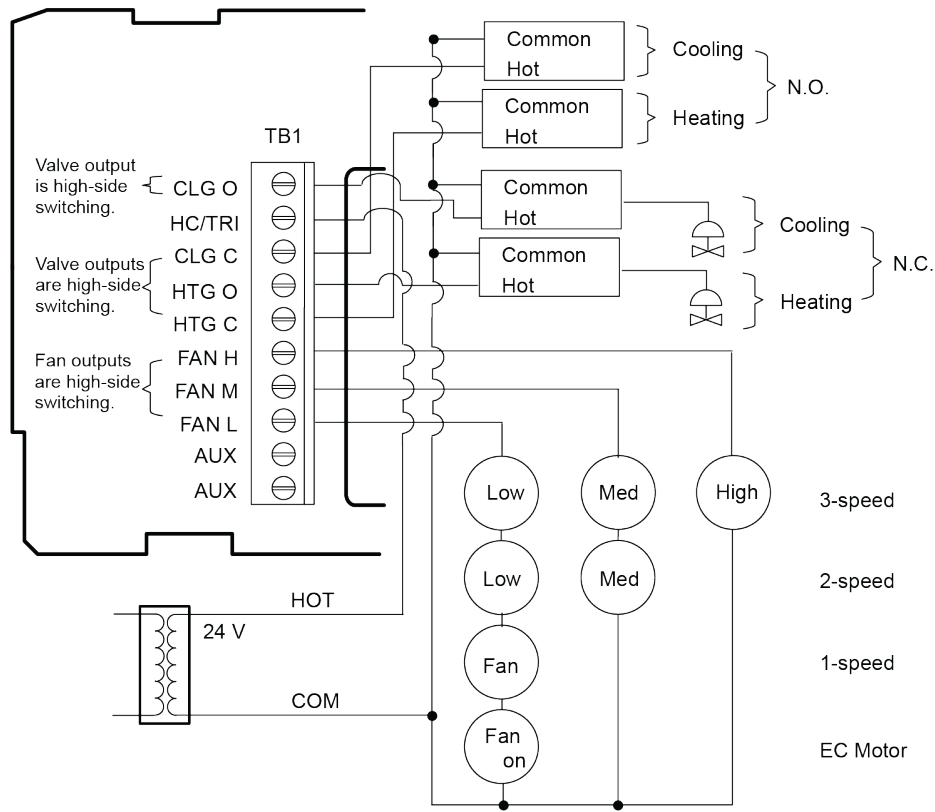 Common
Hot
Cooling
N.O.
Common
Hot
Heating
TB1
Valve output
is high-side
switching.
CLG O
HC/TRI
CLG C
Valve outputs
are high-side
switching.
HTG O
HTG C
Common
Hot
Cooling
N.C.
Common
Hot
Heating
Fan outputs
are high-side
switching.
FAN H
FAN M
FAN L
AUX
AUX
Low
Med
High
3-speed
Low
Med
2-speed
HOT
24 V
Fan
1-speed
COM
Fan
on
EC Motor